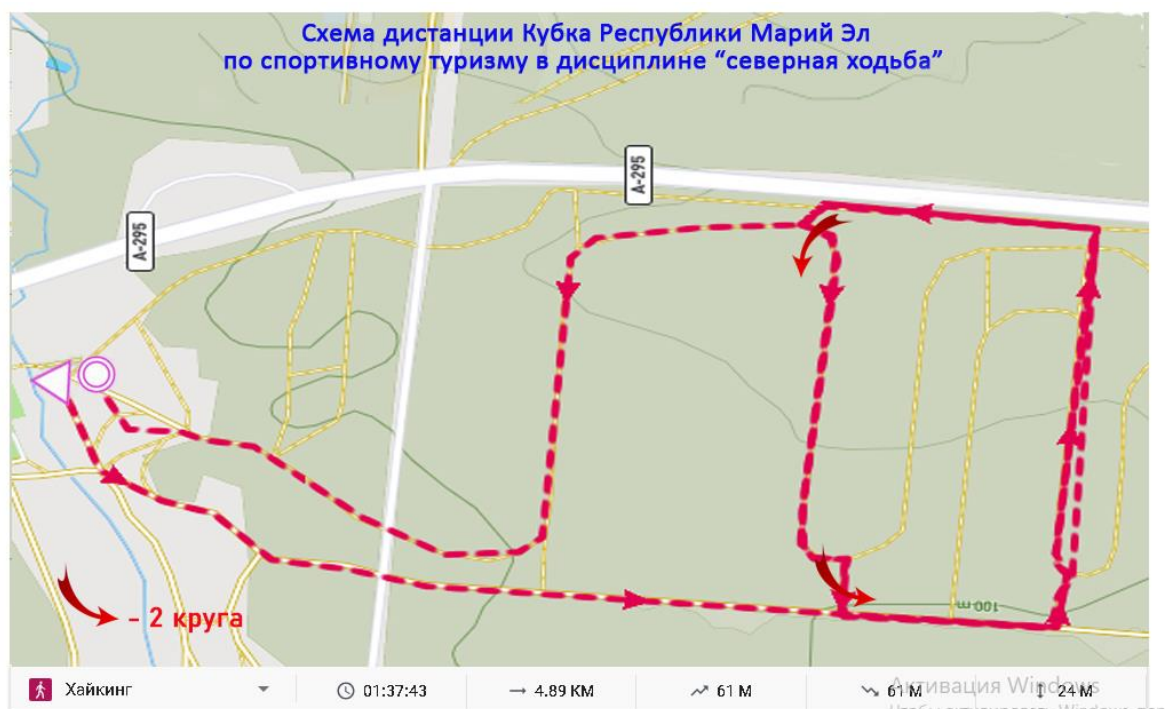 Схема дистанции Кубка Республики Марий Эл
по спортивному туризму в дисциплине “северная ходьба”
А-295
А-295
100 m
- 2 круга
Хайкинг
01:37:43
4.89 КМ
61 М
61 М
24 М
Активация Windows